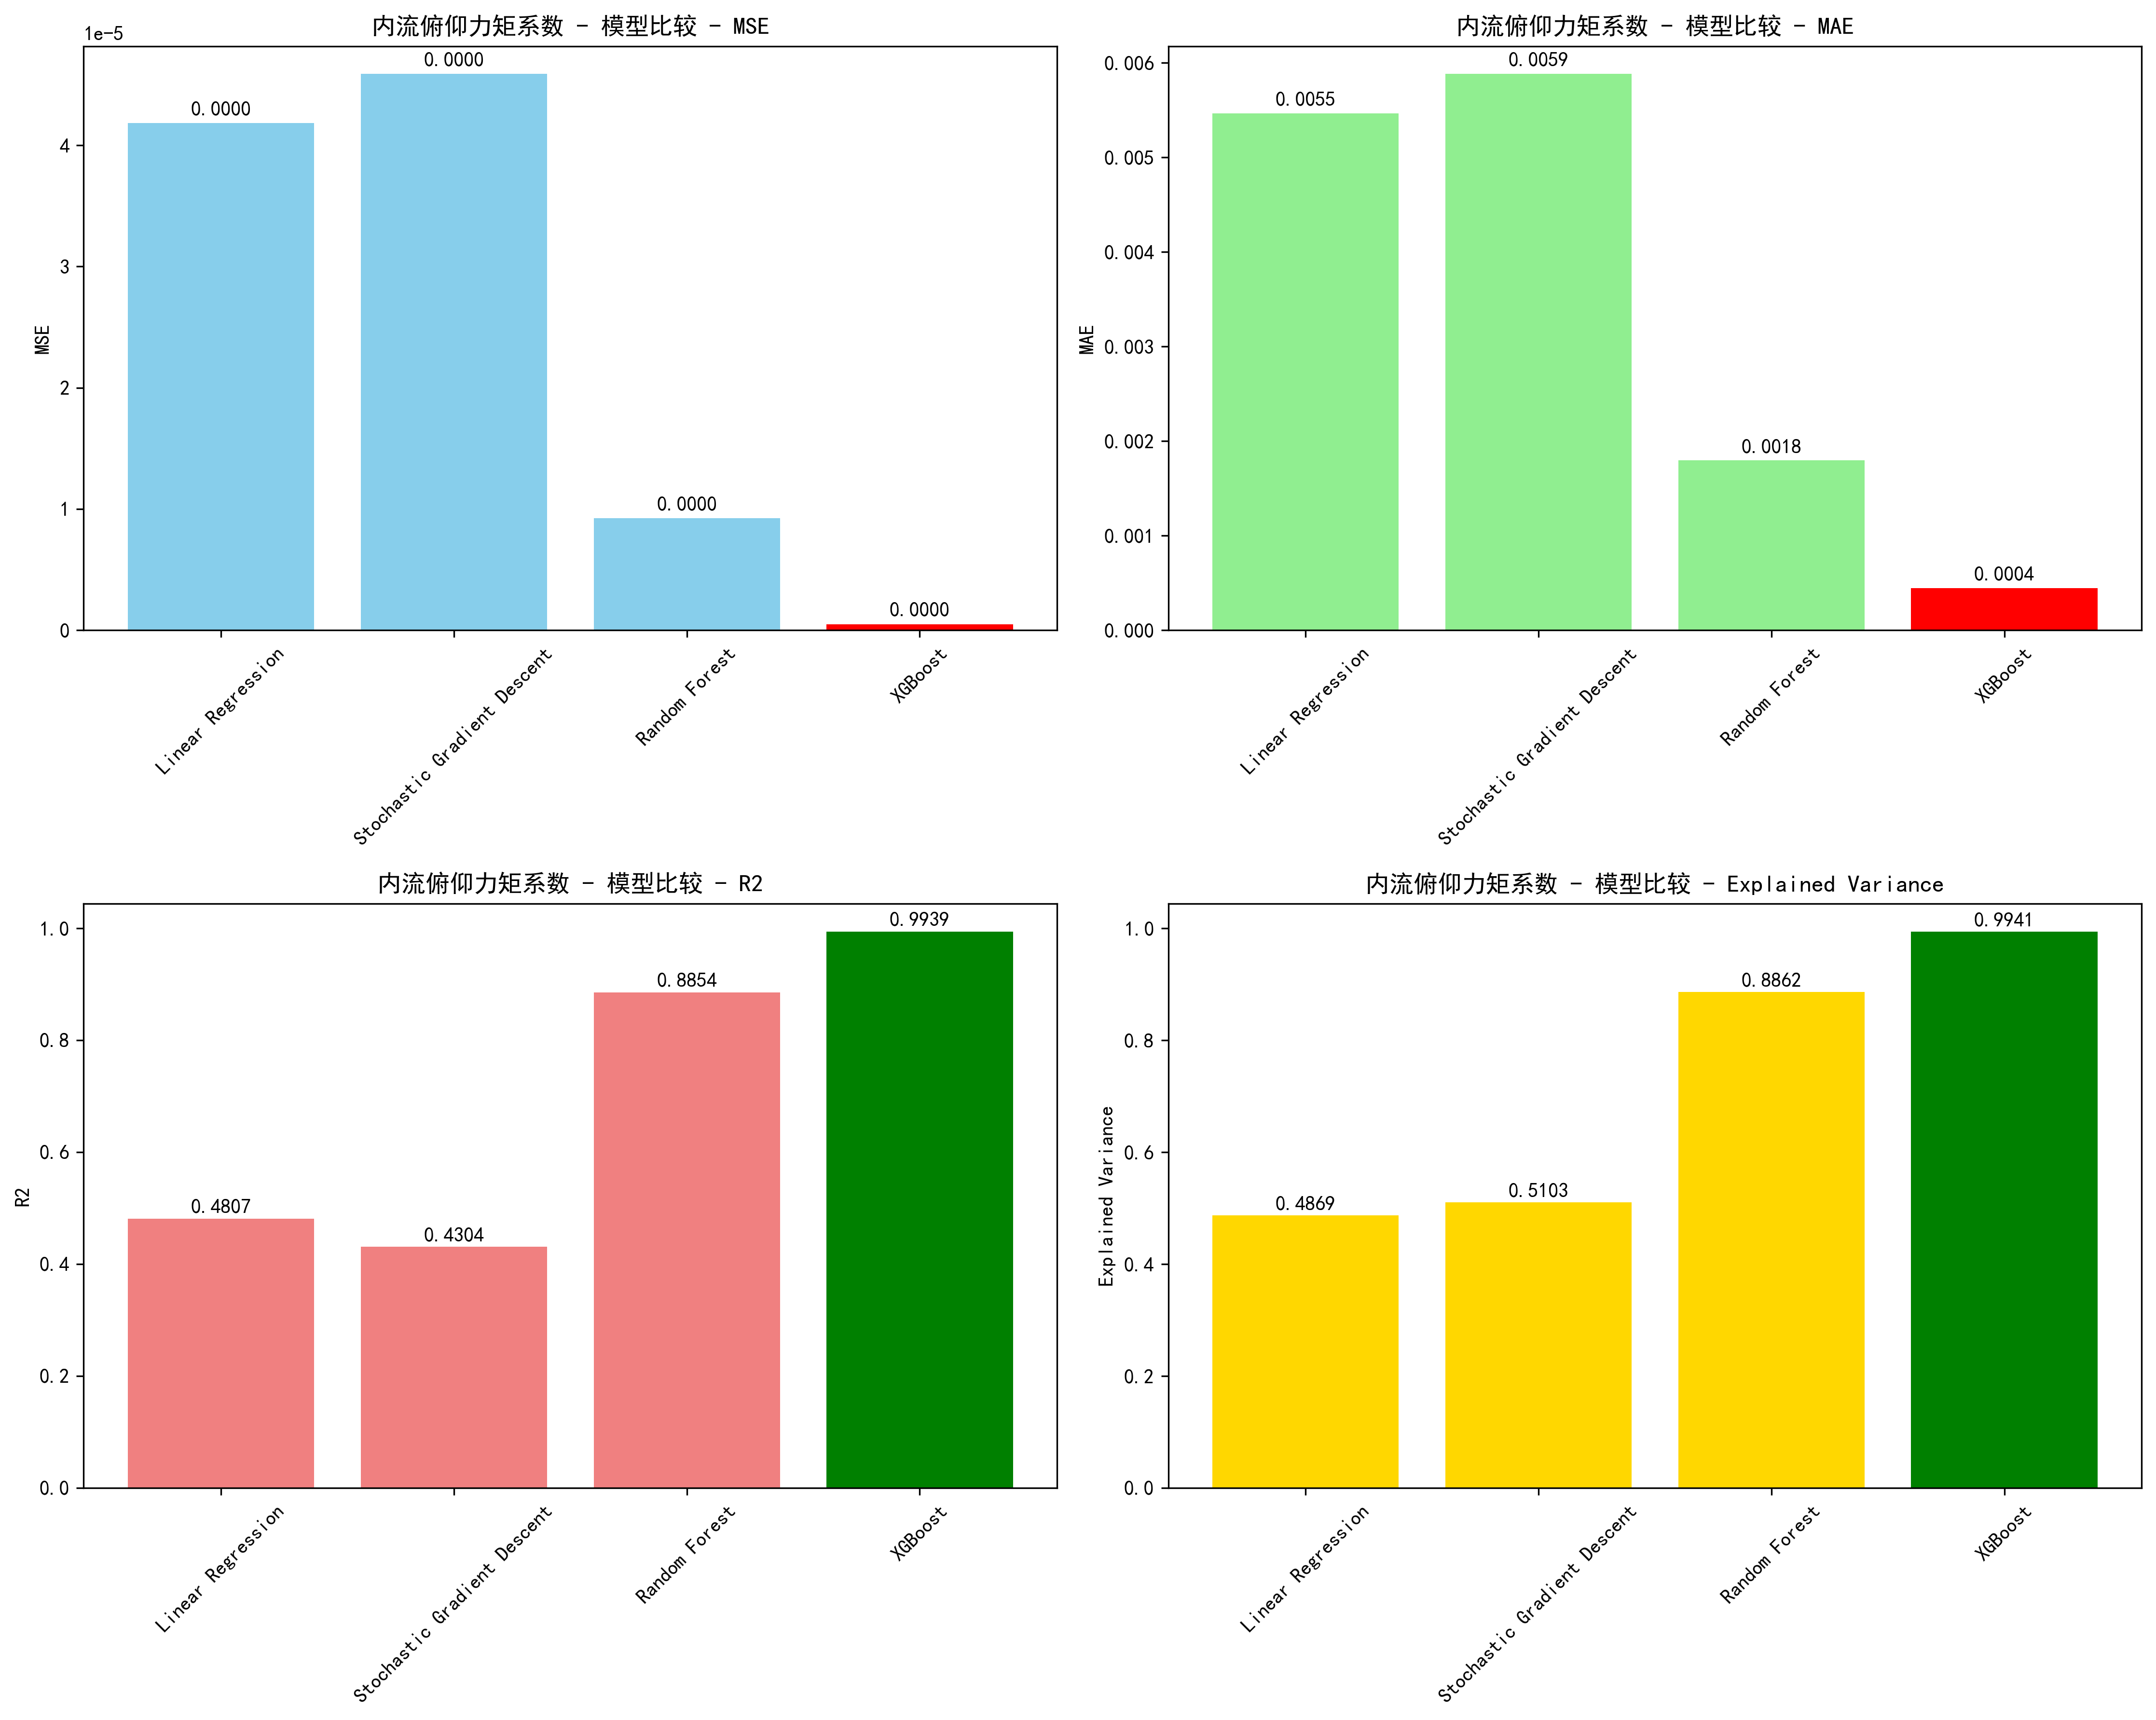 内流俯仰力矩系数 - 模型比较 - MSE
1e-5
MSE
4
3
2
1
0
0.0000
0.0000
0.0000
0.0000
Linear Regression
Stochastic Gradient Descent
Random Forest
XGBoost
内流俯仰力矩系数 - 模型比较 - MAE
MAE
0.006
0.005
0.004
0.003
0.002
0.001
0.000
0.0055
0.0059
0.0018
0.0004
Linear Regression
Stochastic Gradient Descent
Random Forest
XGBoost
内流俯仰力矩系数 - 模型比较 - R2
R2
1.0
0.8
0.6
0.4
0.2
0.0
0.4807
0.4304
0.8854
0.9939
Linear Regression
Stochastic Gradient Descent
Random Forest
XGBoost
内流俯仰力矩系数 - 模型比较 - Explained Variance
Explained Variance
1.0
0.8
0.6
0.4
0.2
0.0
0.4869
0.5103
0.8862
0.9941
Linear Regression
Stochastic Gradient Descent
Random Forest
XGBoost